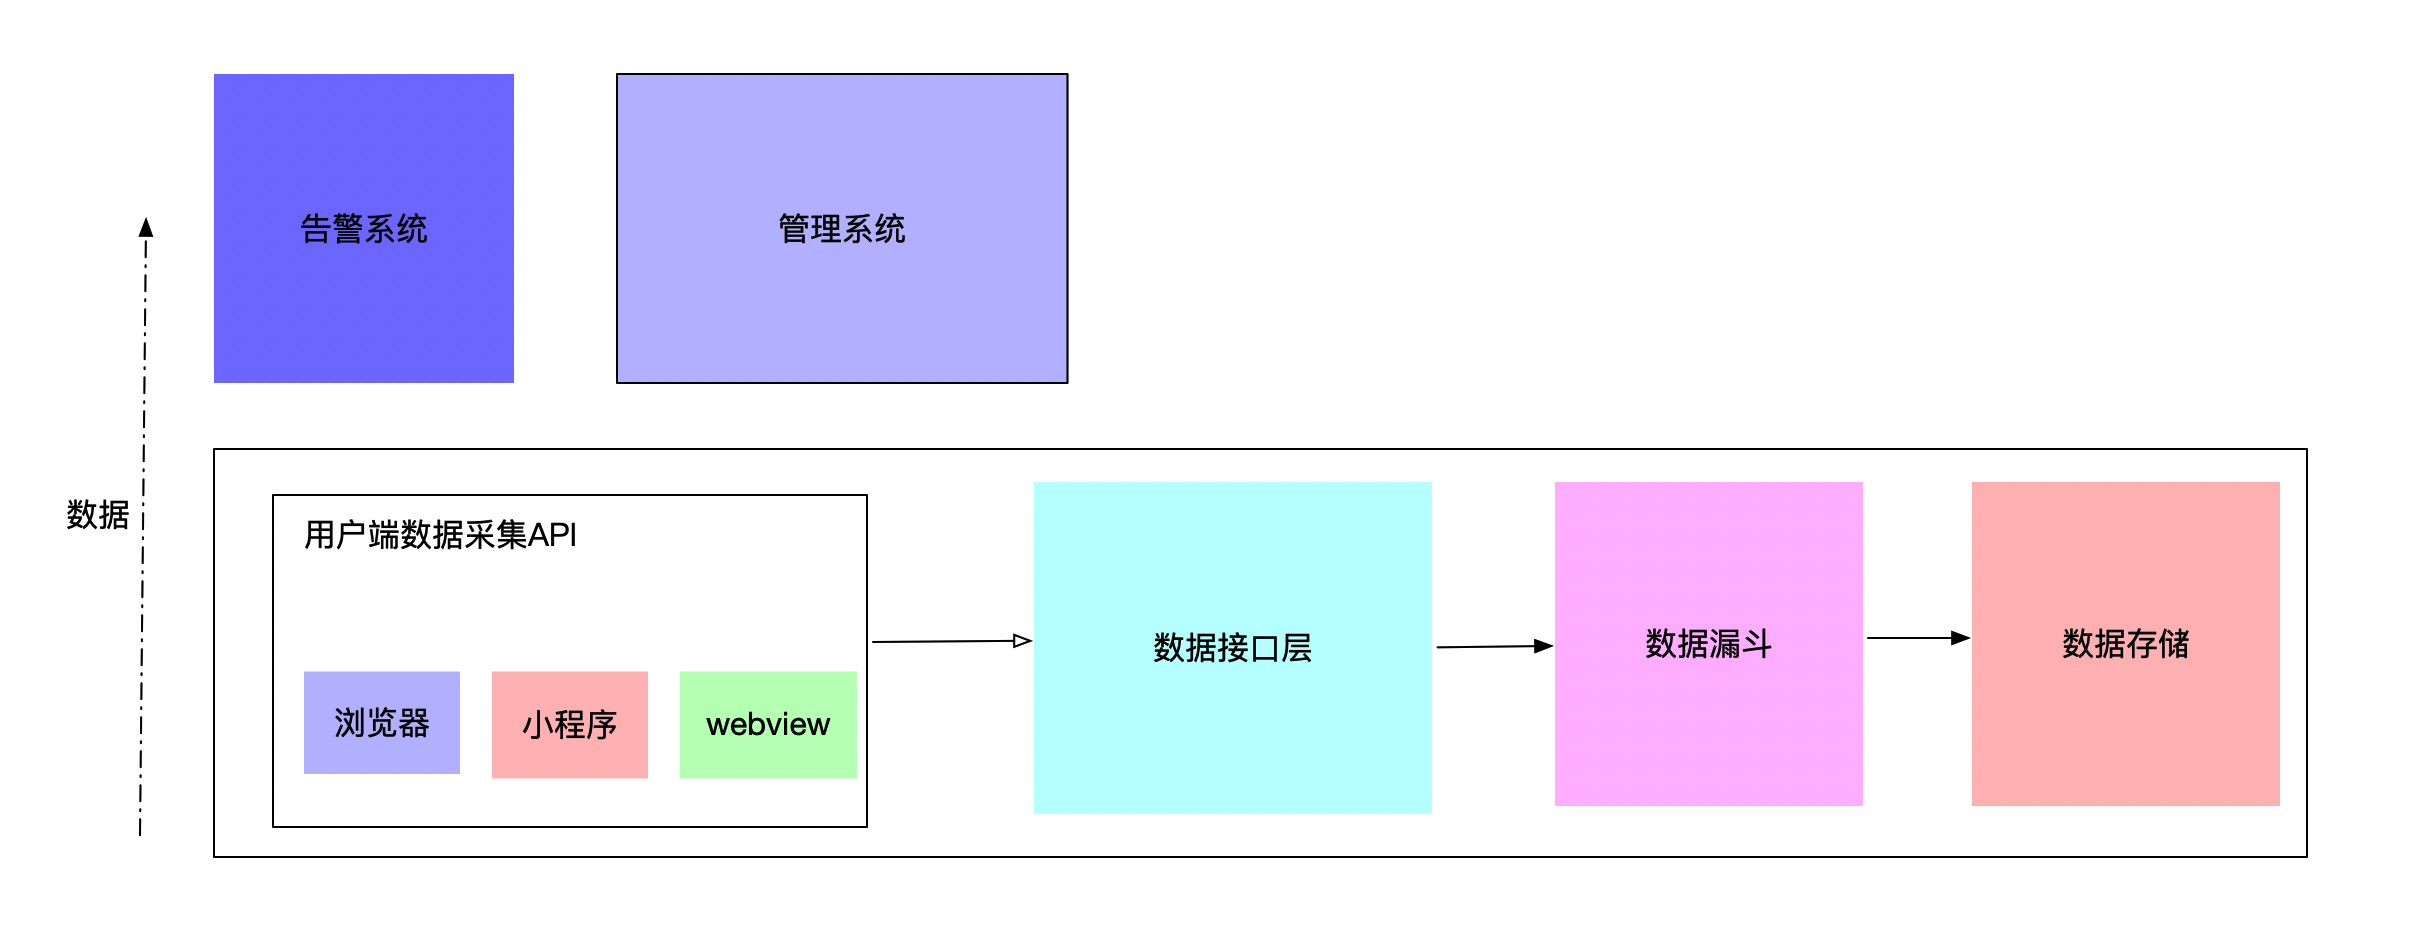 告警系统
管理系统
数据
用户端数据采集API
浏览器
小程序
webview
数据接口层
数据漏斗
数据存储